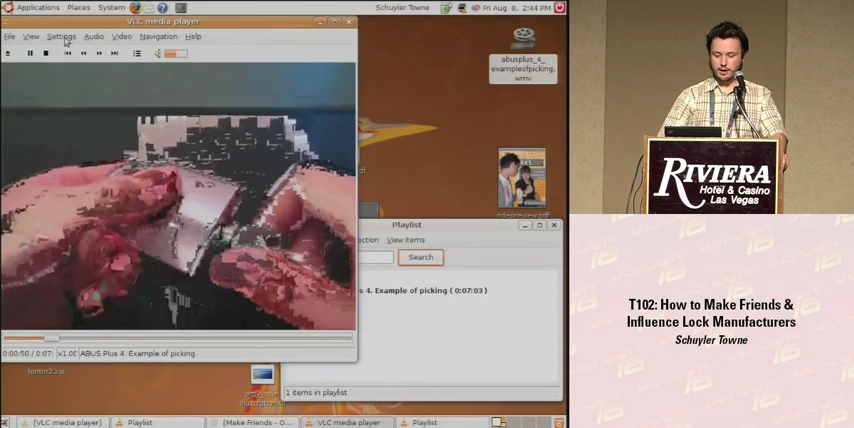 Applications Places System
Schuyler Towne
Fri Aug 8, 2:44 PM
VLC media player
File View Settings Audio Video Navigation Help
abusplus_4_
exampleofpicking.
wmv
ndepreview.pdf
Playlist
View items
Search
4. Example of picking ( 0:07:03 )
0:00:50 / 0:07: x1.00 ABUS Plus 4. Example of picking
1 items in playlist
fontin2.zip
[VLC media player] Playlist [Make Friends - O... VLC media player Playlist
RIVIERA
Hotel & Casino
Las Vegas
T102: How to Make Friends &
Influence Lock Manufacturers
Schuyler Towne